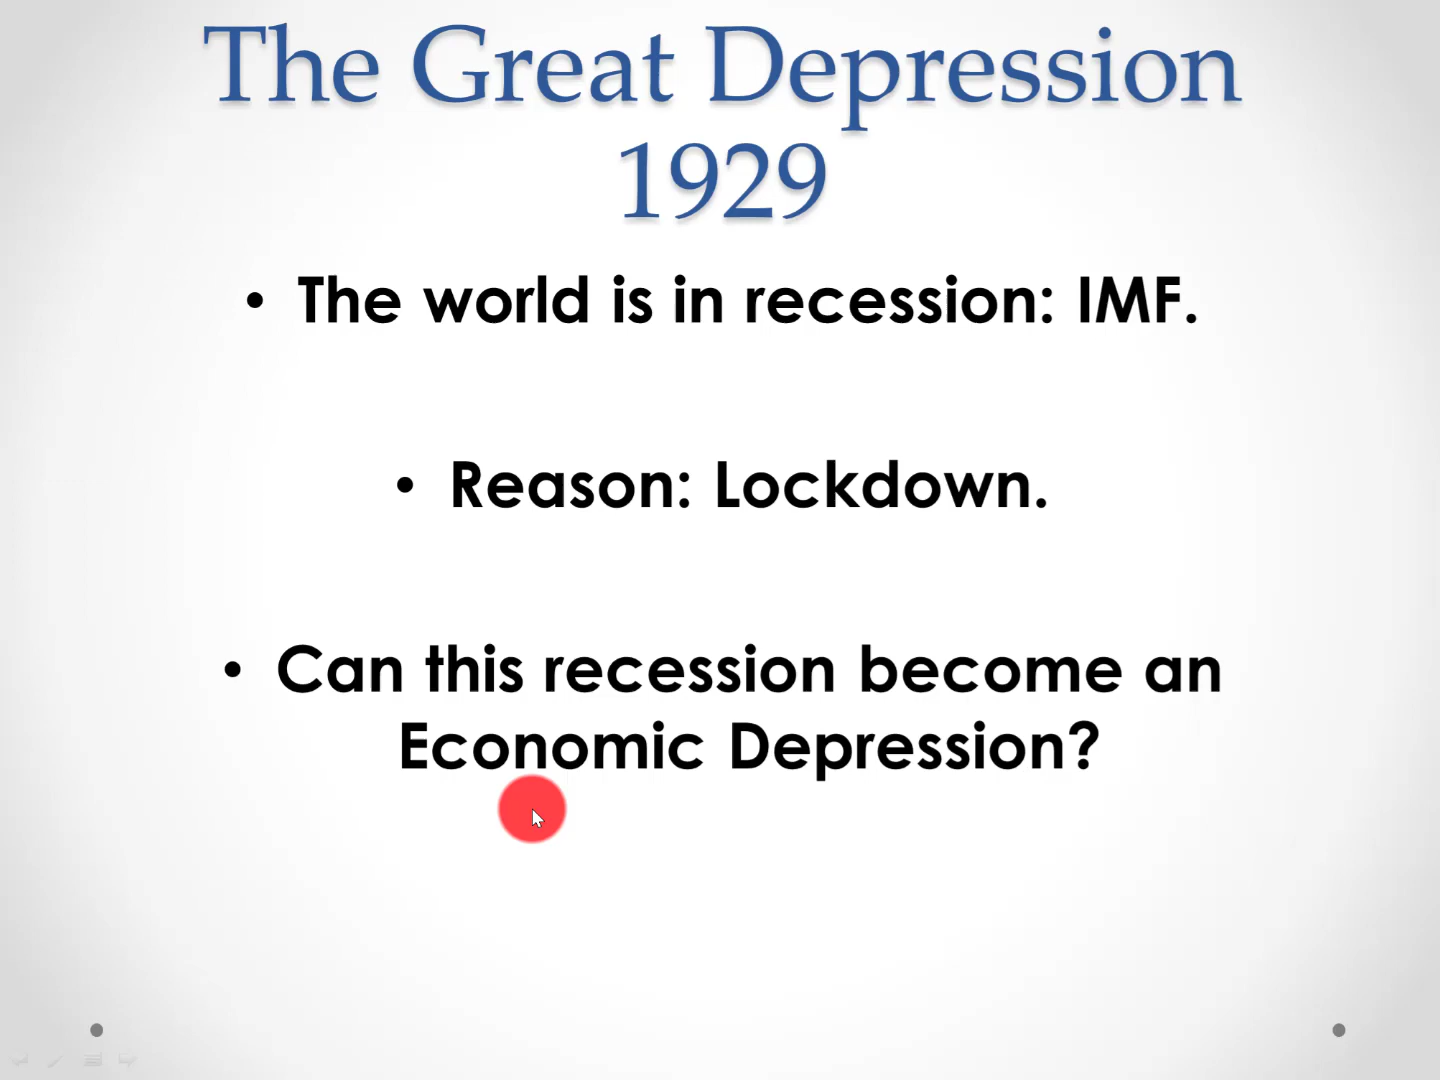 The Great Depression
1929
• The world is in recession: IMF.
• Reason: Lockdown.
• Can this recession become an
Economic Depression?